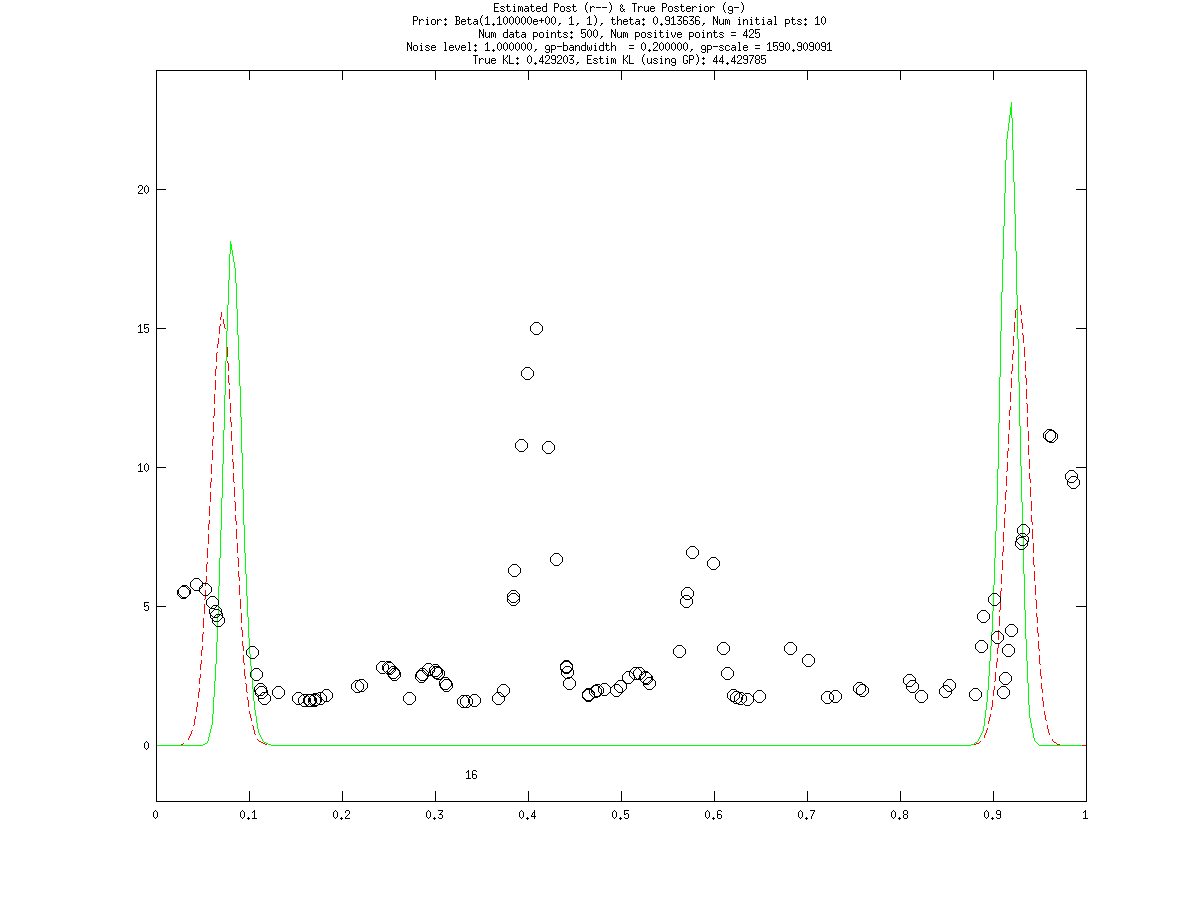 Estimated Post (r--) & True Posterior (g-)
Prior: Beta(1.100000e+00, 1, 1), theta: 0.913636, Num initial pts: 10
Num data points: 500, Num positive points = 425
Noise level: 1.000000, gp-bandwidth  = 0.200000, gp-scale = 1590.909091
True KL: 0.429203, Estim KL (using GP): 44.429785
20
15
10
5
0
16
0 0.1 0.2 0.3 0.4 0.5 0.6 0.7 0.8 0.9 1